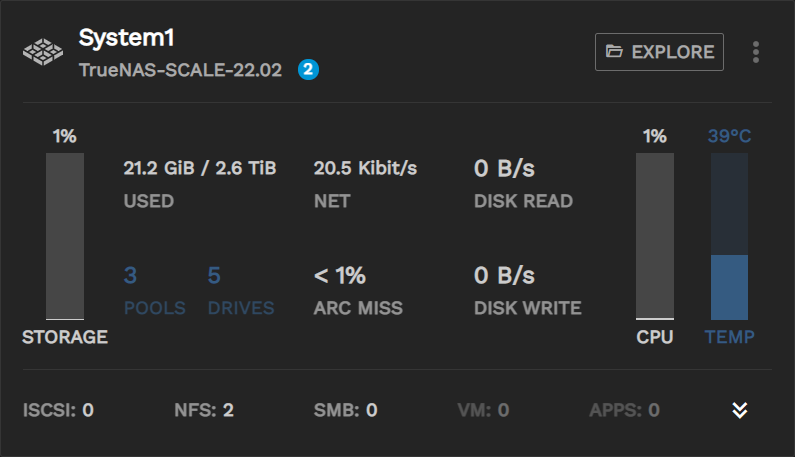 System1
TrueNAS-SCALE-22.02 2
EXPLORE
1%
STORAGE
21.2 GiB / 2.6 TiB
USED
20.5 Kibit/s
NET
0 B/s
DISK READ
3
POOLS
5
DRIVES
< 1%
ARC MISS
0 B/s
DISK WRITE
1%
CPU
39°C
TEMP
ISCSI: 0
NFS: 2
SMB: 0
VM: 0
APPS: 0